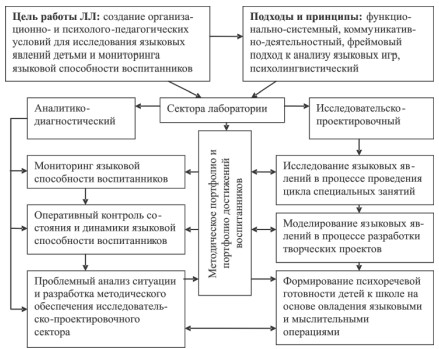 Цель работы ЛЛ: создание организа-
ционно- и психолого-педагогических
условий для исследования языковых
явлений детьми и мониторинга
языковой способности воспитанников
Подходы и принципы: функцио-
нально-системный, коммуникатив-
но-деятельностный, фреймовый
подход к анализу языковых игр,
психолингвистический
Сектора лаборатории
Аналитико-
диагностический
Исследовательско-
проектировочный
Мониторинг языковой
способности воспитанников
Оперативный контроль со-
стояния и динамики языковой
способности воспитанников
Проблемный анализ ситуации
и разработка методического
обеспечения исследователь-
ско-проектировочного
сектора
Методическое портфолио и
портфолио достижений
воспитанников
Исследование языковых яв-
лений в процессе проведения
цикла специальных занятий
Моделирование языковых
явлений в процессе разработки
творческих проектов
Формирование психоречевой
готовности детей к школе на
основе овладения языковыми
и мыслительными
операциями